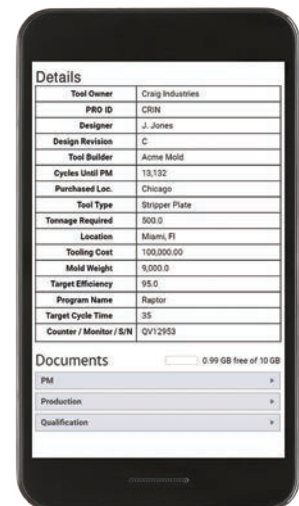 Details
Tool Owner Craig Industries
PRO ID CRIN
Designer J. Jones
Design Revision C
Tool Builder Acme Mold
Cycles Until PM 13,132
Purchased Loc. Chicago
Tool Type Stripper Plate
Tonnage Required 500.0
Location Miami, Fl
Tooling Cost 100,000.00
Mold Weight 9,000.0
Target Efficiency 95.0
Program Name Raptor
Target Cycle Time 35
Counter / Monitor / S/N QV12953
Documents 0.99 GB free of 10 GB
PM
Production
Qualification